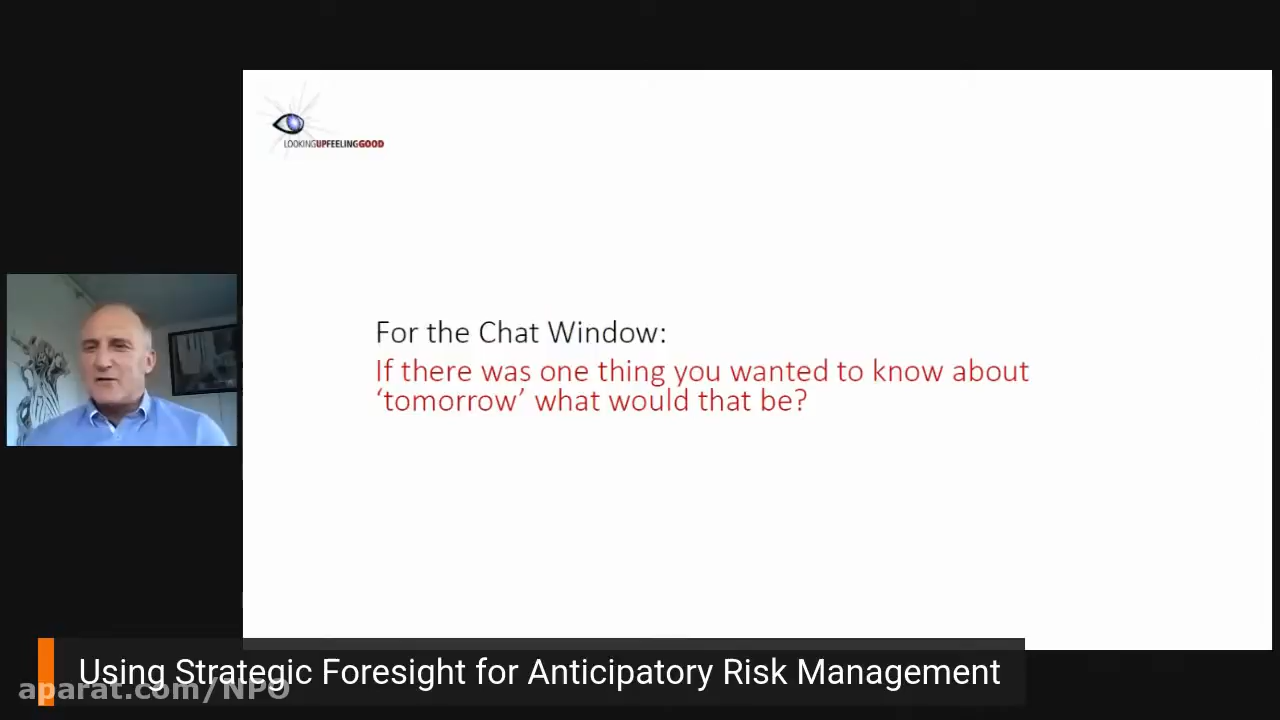 LOOKINGUPFEELINGGOOD
For the Chat Window:
If there was one thing you wanted to know about
‘tomorrow’ what would that be?
Using Strategic Foresight for Anticipatory Risk Management
aparat.com/NPO